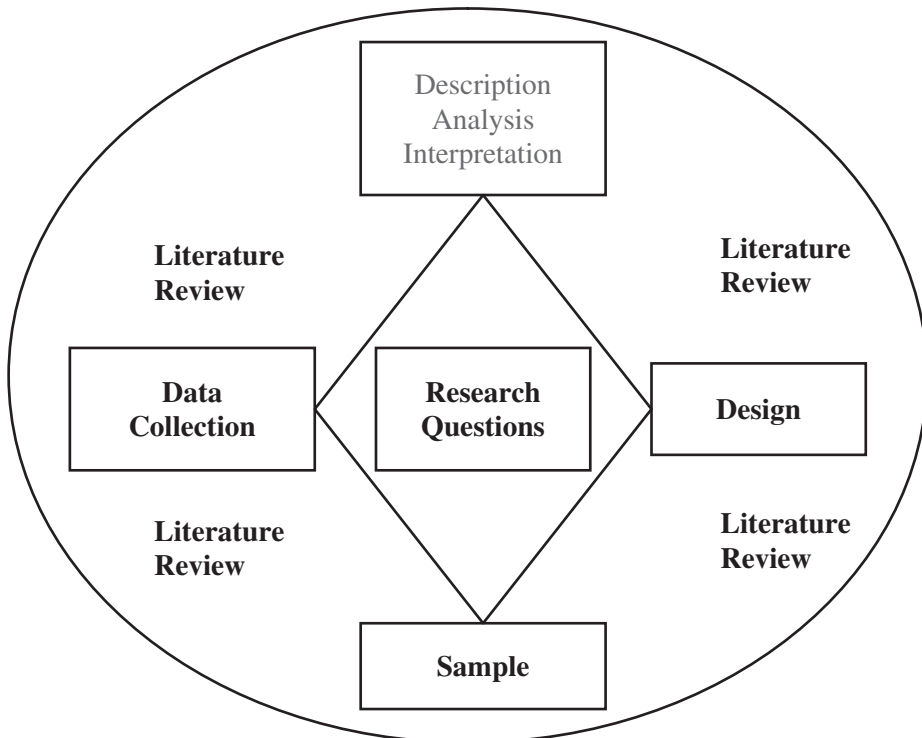 Description
Analysis
Interpretation
Literature
Review
Literature
Review
Data
Collection
Research
Questions
Design
Literature
Review
Literature
Review
Sample